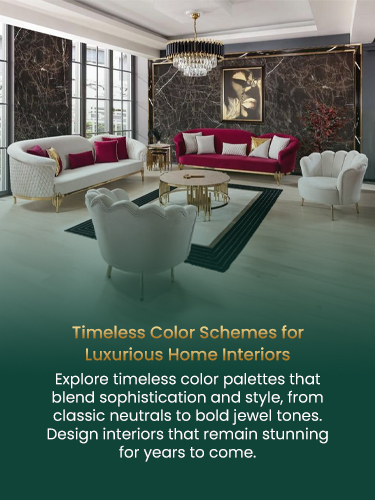 Timeless Color Schemes for
Luxurious Home Interiors
Explore timeless color palettes that
blend sophistication and style, from
classic neutrals to bold jewel tones.
Design interiors that remain stunning
for years to come.